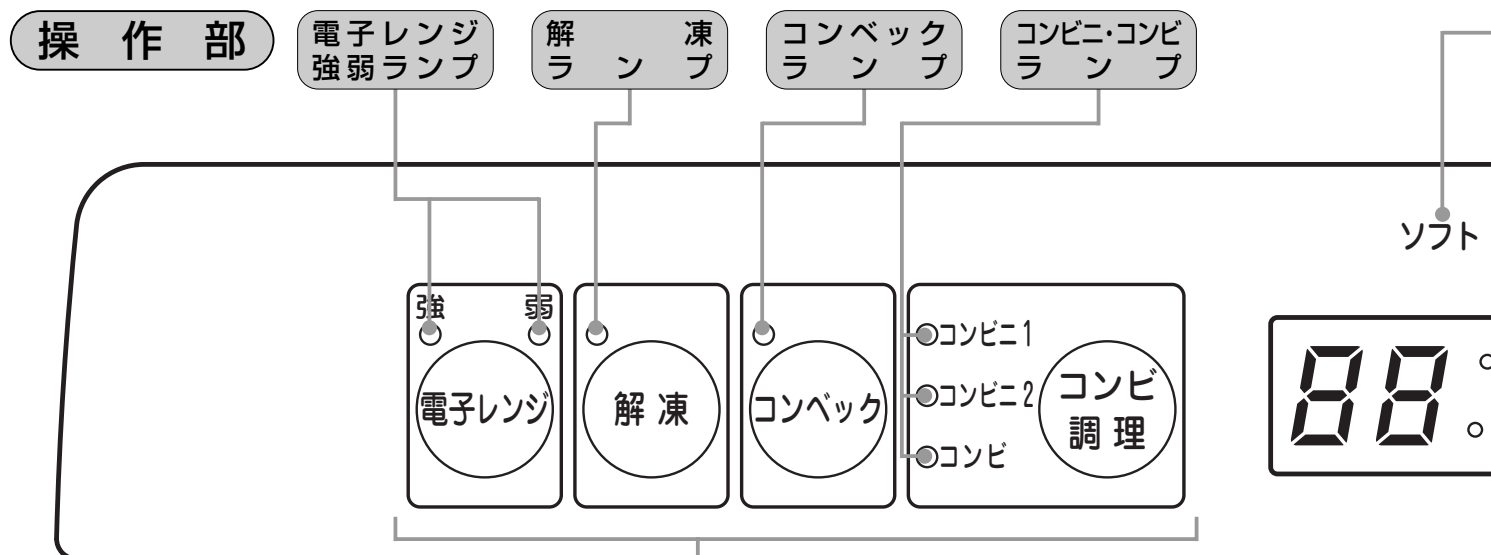 操作部
電子レンジ
強弱ランプ
解凍
ランプ
コンベック
ランプ
コンビニ・コンビ
ランプ
ソフト
強 弱
電子レンジ
解凍
コンベック
コンビニ1
コンビニ2
コンビ
コンビ
調理
88